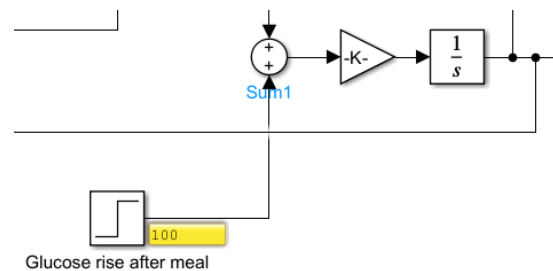 +
+
-K-
1
s
Sum1
100
Glucose rise after meal